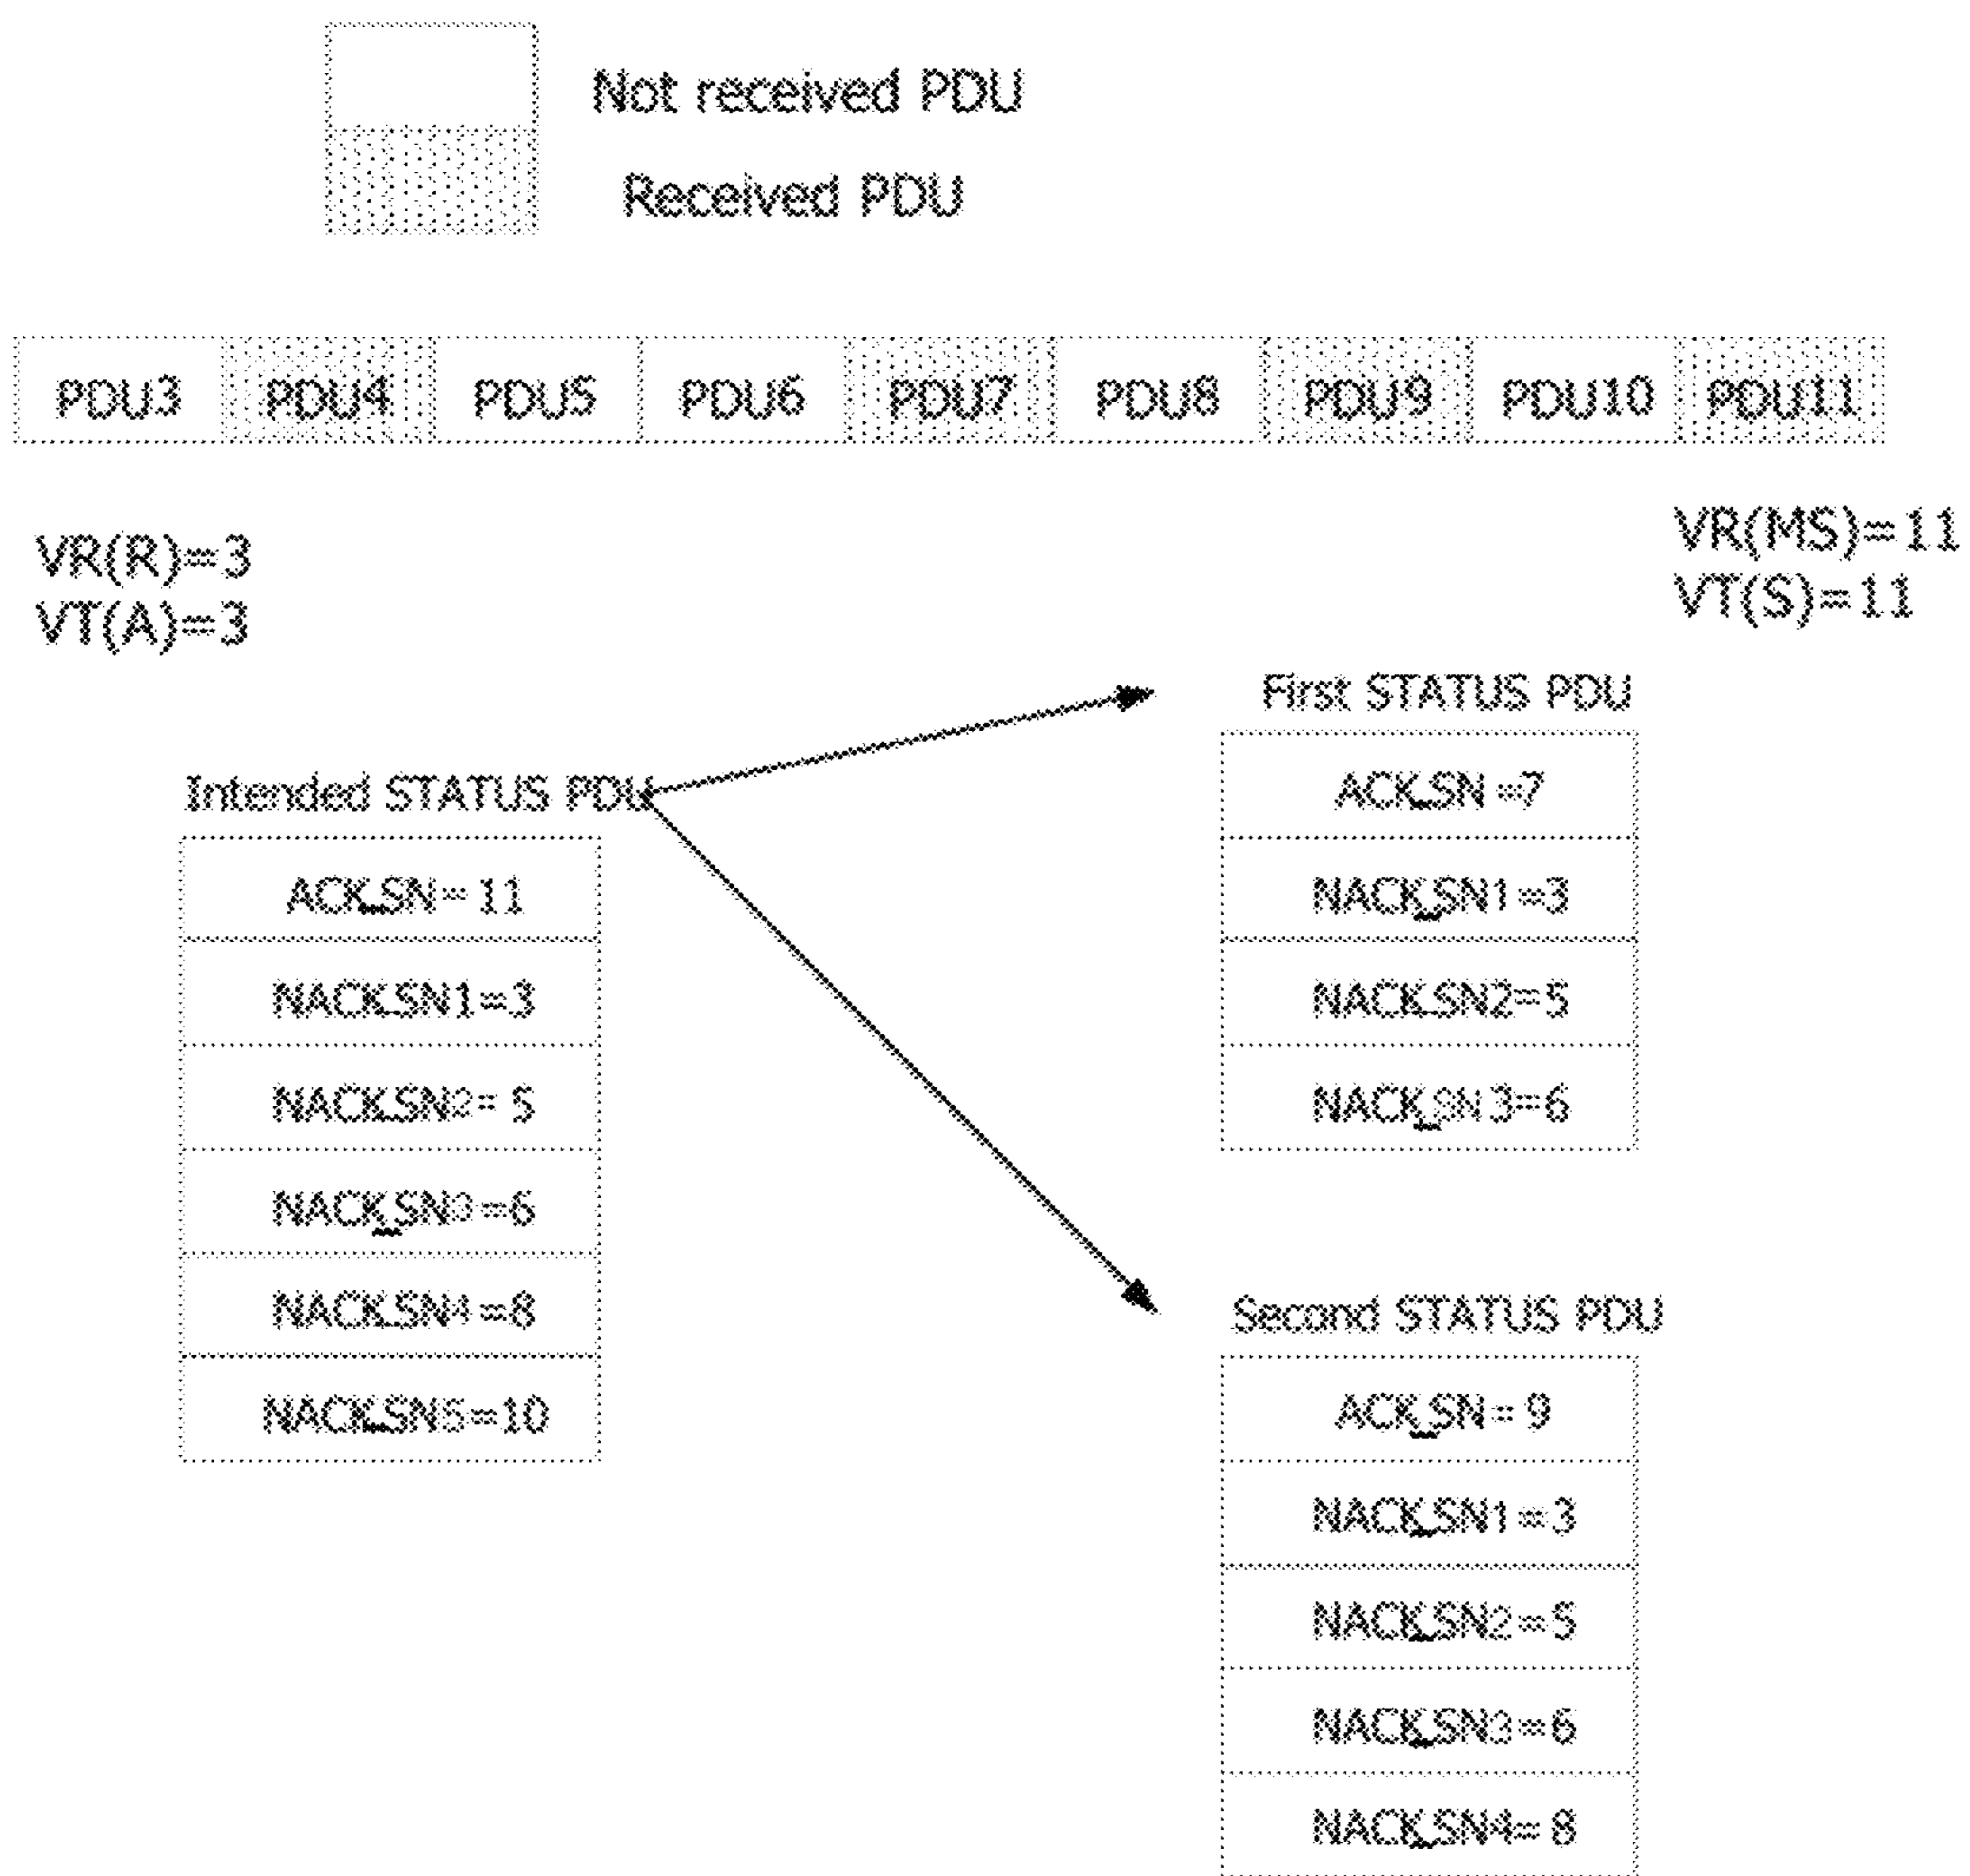 Not received PDU
Received PDU
PDU3 PDU4 PDU5 PDU6 PDU7 PDU8 PDU9 PDU10 PDU11
VR(R)=3
VT(A)=3
VR(MS)=11
VT(S)=11
Intended STATUS PDU
ACK_SN=11
NACK_SN1=3
NACK_SN2=5
NACK_SN3=6
NACK_SN4=8
NACK_SN5=10
First STATUS PDU
ACK_SN=7
NACK_SN1=3
NACK_SN2=5
NACK_SN3=6
Second STATUS PDU
ACK_SN=9
NACK_SN1=3
NACK_SN2=5
NACK_SN3=6
NACK_SN4=8